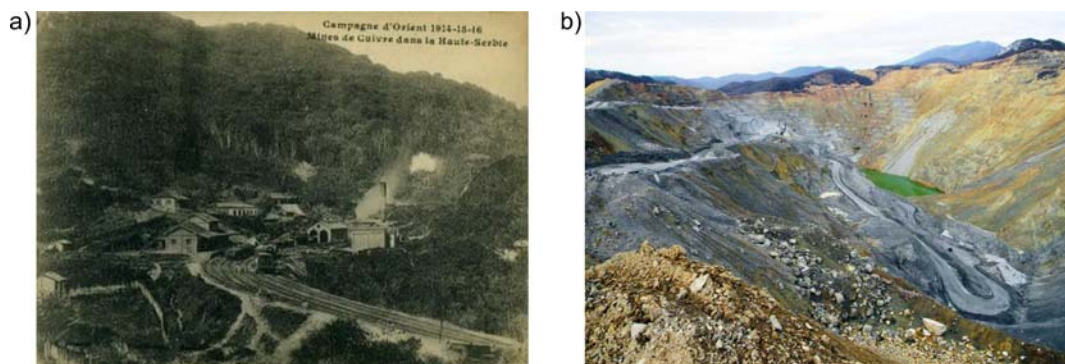 a)
Campagne d'Orient 1914-15-16
Mines de Cuivre dans la Haute-Serbie
b)